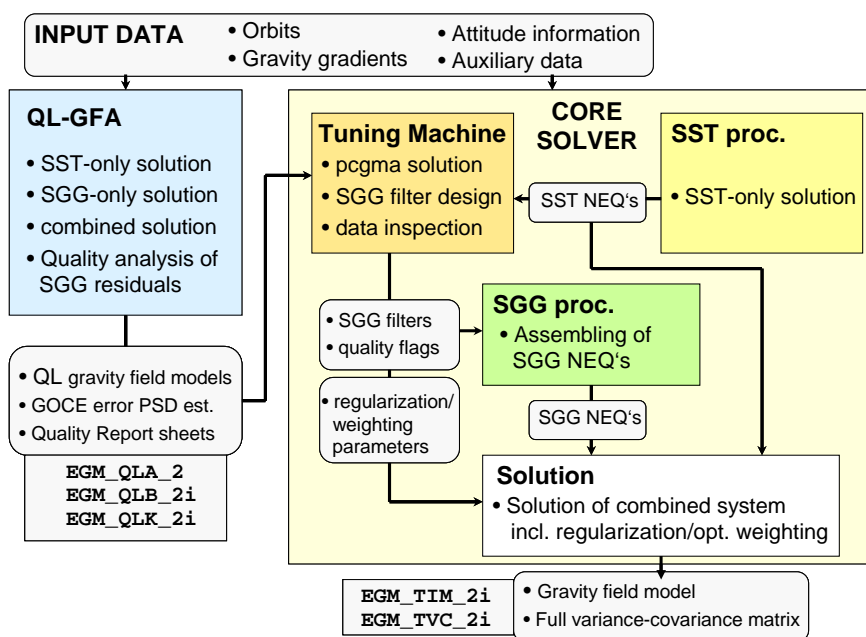 INPUT DATA
• Orbits
• Gravity gradients
• Attitude information
• Auxiliary data
QL-GFA
• SST-only solution
• SGG-only solution
• combined solution
• Quality analysis of
SGG residuals
• QL gravity field models
• GOCE error PSD est.
• Quality Report sheets
EGM_QLA_2
EGM_QLB_2i
EGM_QLK_2i
CORE
SOLVER
Tuning Machine
• pcgma solution
• SGG filter design
• data inspection
SST NEQ‘s
SST proc.
• SST-only solution
• SGG filters
• quality flags
• regularization/
weighting
parameters
SGG proc.
• Assembling of
SGG NEQ‘s
SGG NEQ‘s
Solution
• Solution of combined system
incl. regularization/opt. weighting
EGM_TIM_2i
EGM_TVC_2i
• Gravity field model
• Full variance-covariance matrix